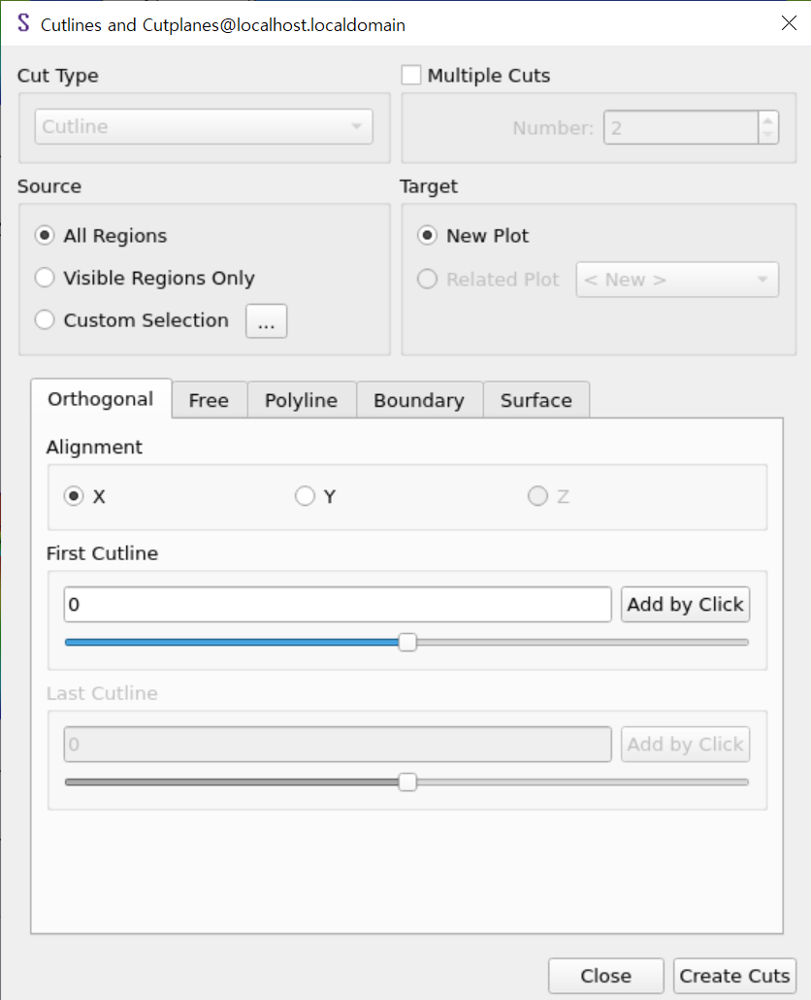 S Cutlines and Cutplanes@localhost.localdomain
Cut Type
Multiple Cuts
Cutline
Number: 2
Source
Target
All Regions
New Plot
Visible Regions Only
Related Plot
< New >
Custom Selection
...
Orthogonal
Free
Polyline
Boundary
Surface
Alignment
X
Y
Z
First Cutline
0
Add by Click
Last Cutline
0
Add by Click
Close
Create Cuts